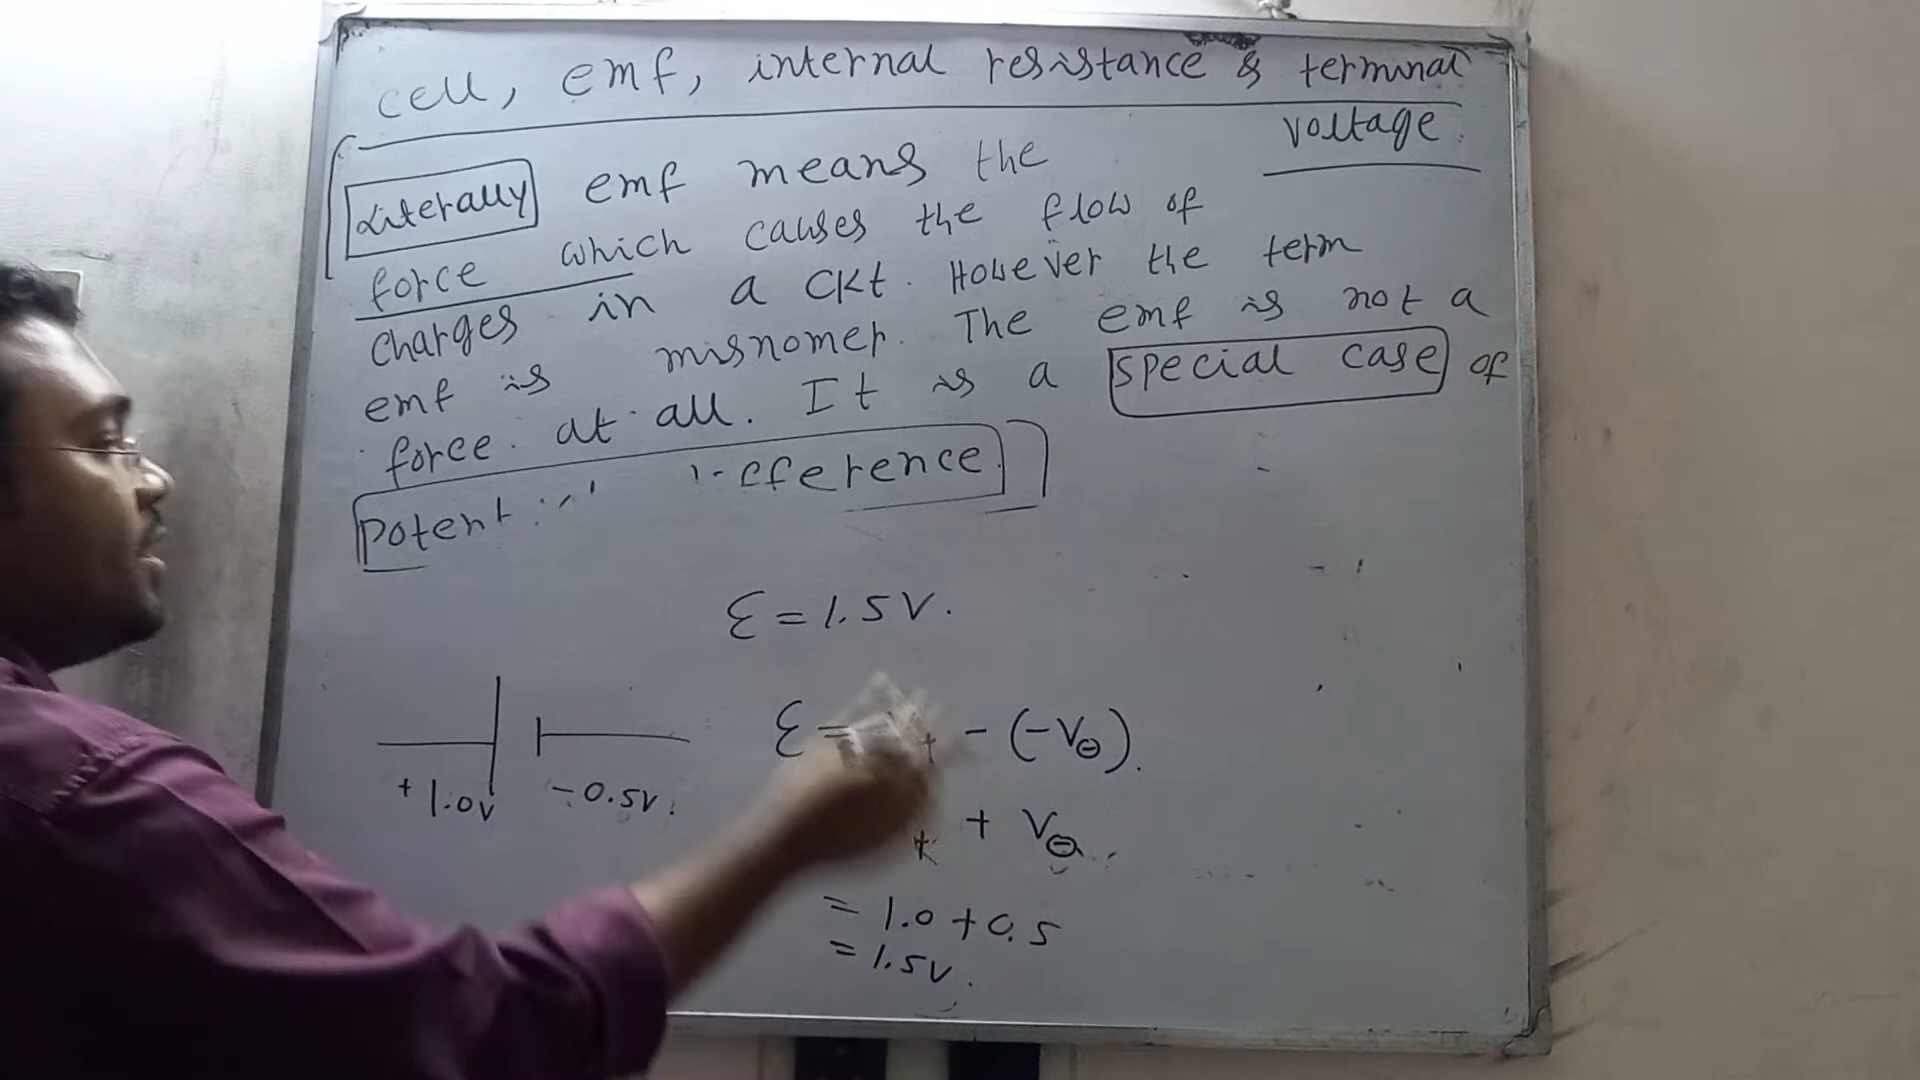 cell, emf, internal resistance & terminal
voltage.
Literally emf means the
force which causes the flow of
charges in a ckt. However the term
emf is misnomer. The emf is not a
force. at all. It is a special case of
ε = 1.5V.
ε = + - (-V⊖).
+ V⊖
+1.0V -0.5V.
= 1.0 + 0.5
= 1.5V.